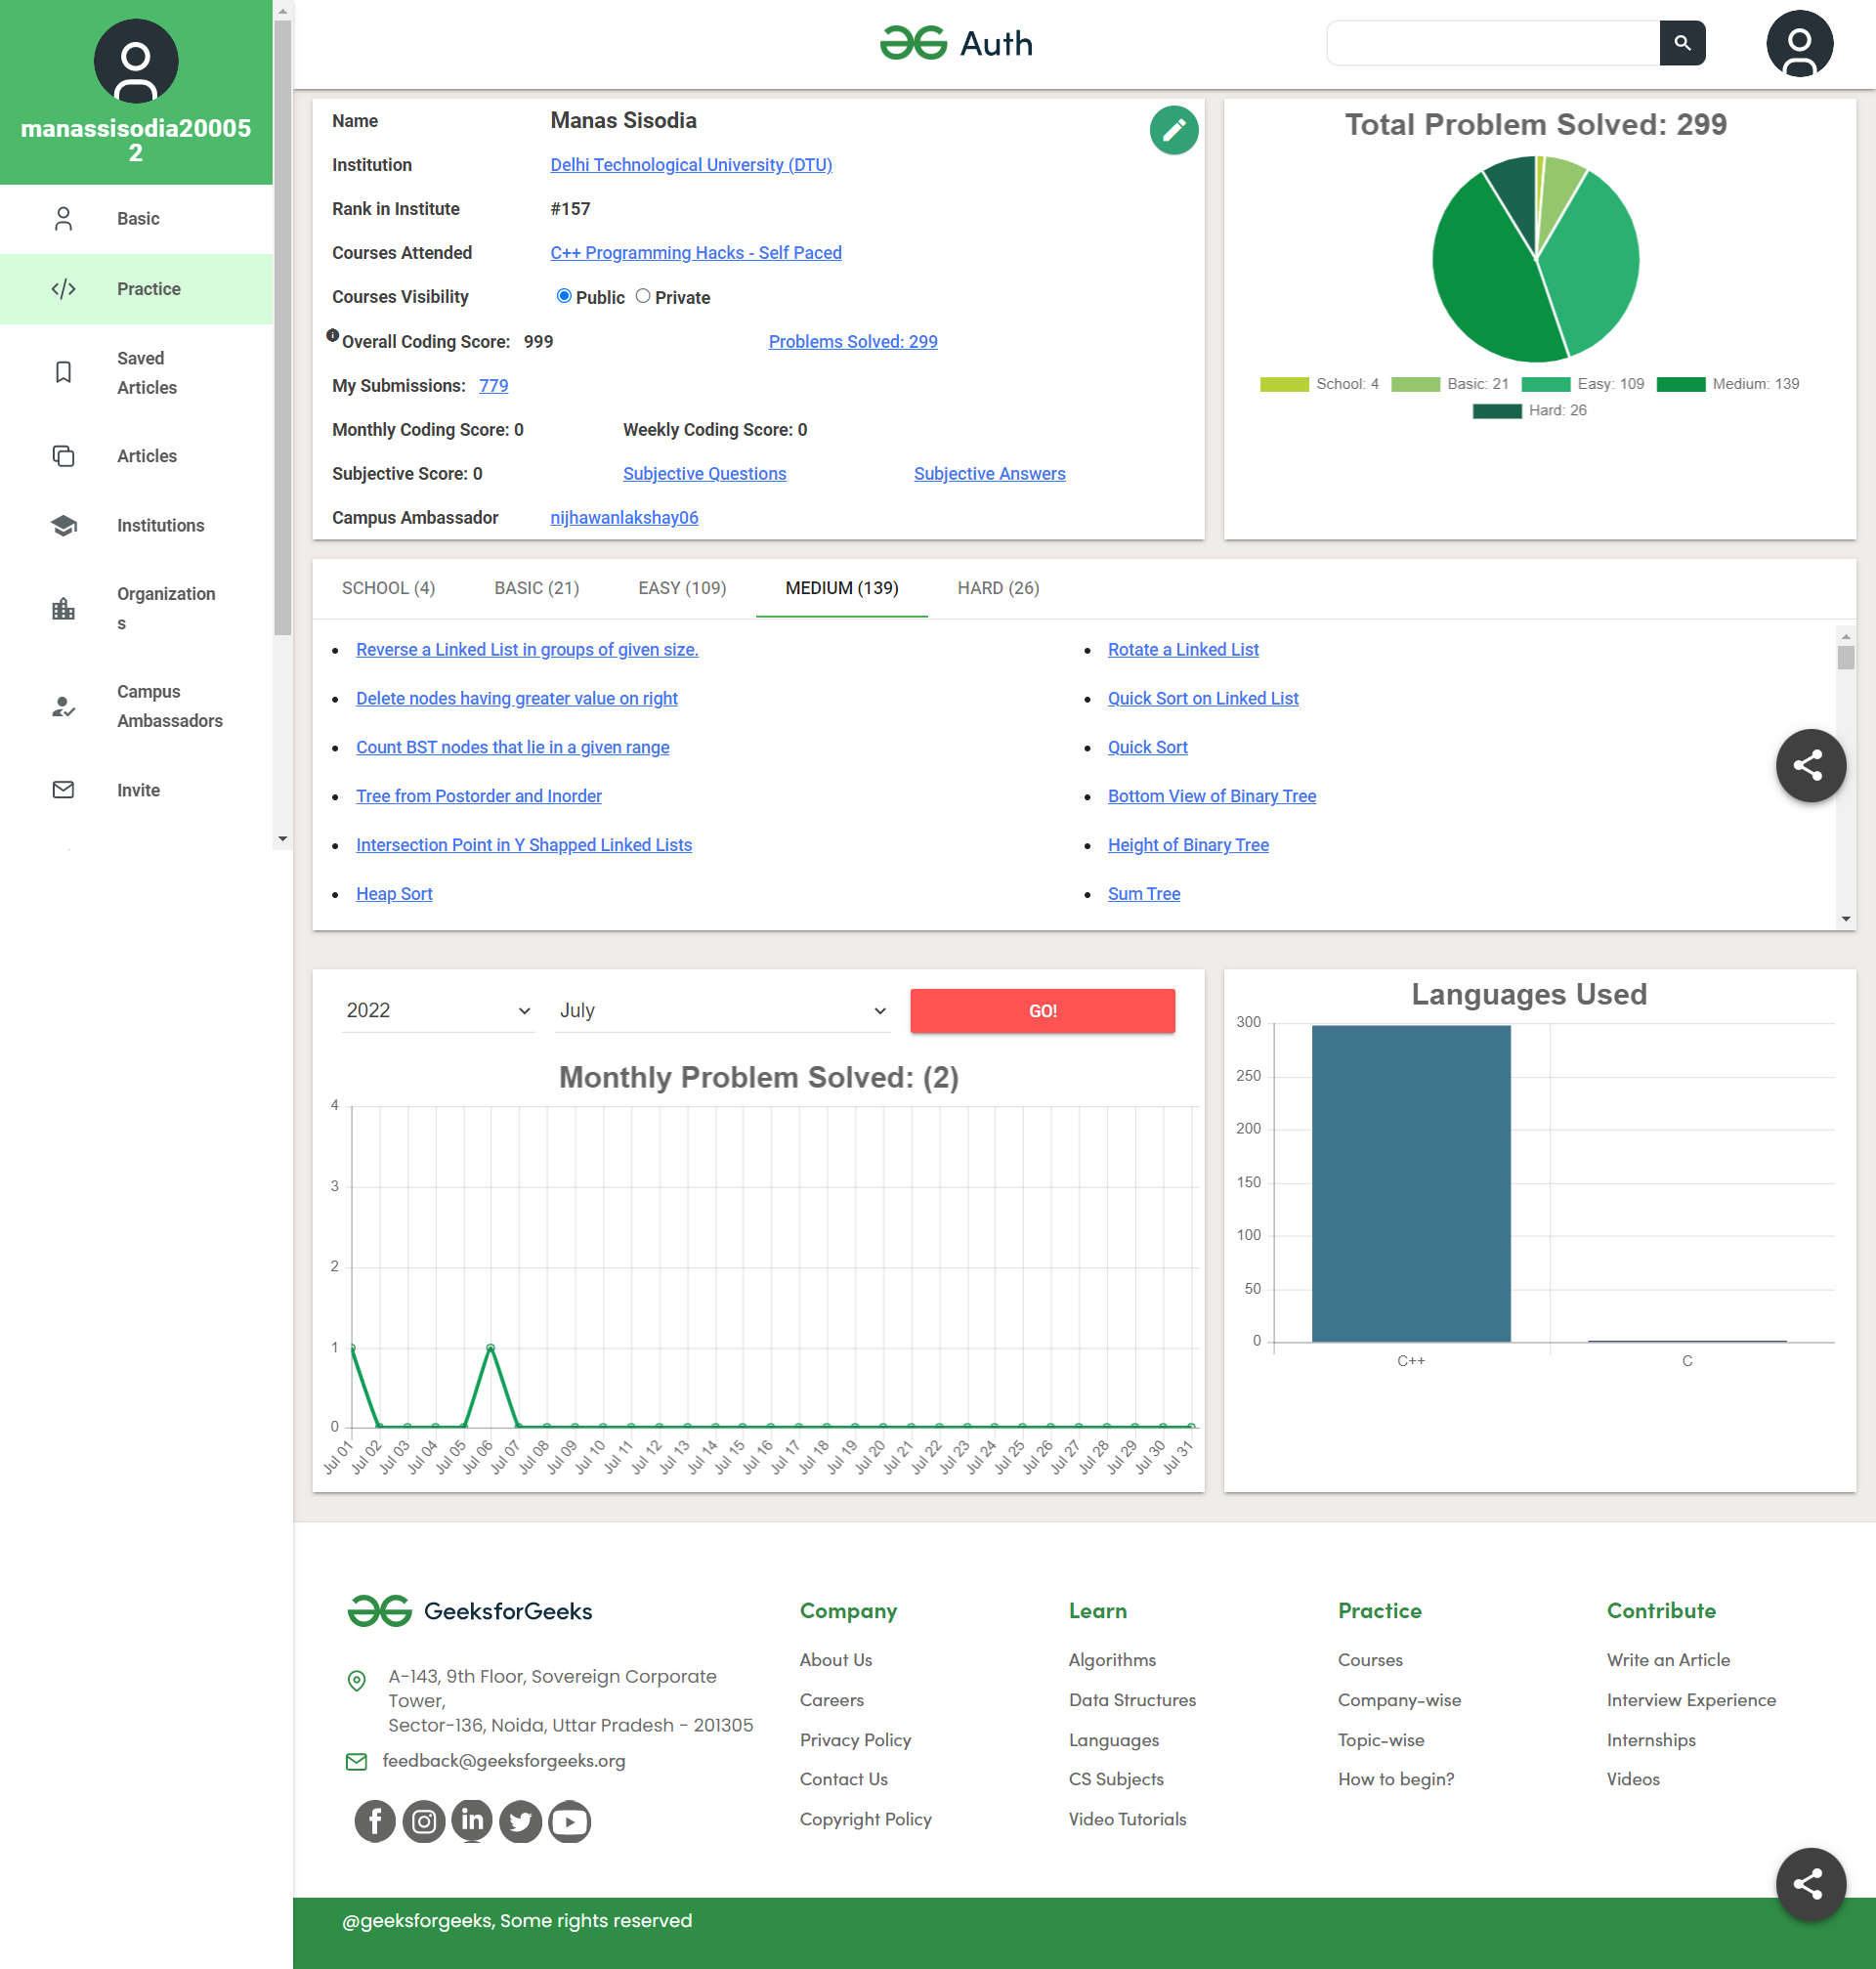 manassisodia20005
2
Basic
Practice
Saved
Articles
Articles
Institutions
Organization
s
Campus
Ambassadors
Invite
Auth
Name Manas Sisodia
Institution Delhi Technological University (DTU)
Rank in Institute #157
Courses Attended C++ Programming Hacks - Self Paced
Courses Visibility Public Private
Overall Coding Score: 999 Problems Solved: 299
My Submissions: 779
Monthly Coding Score: 0 Weekly Coding Score: 0
Subjective Score: 0 Subjective Questions Subjective Answers
Campus Ambassador nijhawanlakshay06
Total Problem Solved: 299
School: 4 Basic: 21 Easy: 109 Medium: 139
Hard: 26
SCHOOL (4) BASIC (21) EASY (109) MEDIUM (139) HARD (26)
Reverse a Linked List in groups of given size. Rotate a Linked List
Delete nodes having greater value on right Quick Sort on Linked List
Count BST nodes that lie in a given range Quick Sort
Tree from Postorder and Inorder Bottom View of Binary Tree
Intersection Point in Y Shapped Linked Lists Height of Binary Tree
Heap Sort Sum Tree
2022 July GO!
Monthly Problem Solved: (2)
4
3
2
1
0
Jul 01 Jul 02 Jul 03 Jul 04 Jul 05 Jul 06 Jul 07 Jul 08 Jul 09 Jul 10 Jul 11 Jul 12 Jul 13 Jul 14 Jul 15 Jul 16 Jul 17 Jul 18 Jul 19 Jul 20 Jul 21 Jul 22 Jul 23 Jul 24 Jul 25 Jul 26 Jul 27 Jul 28 Jul 29 Jul 30 Jul 31
Languages Used
300
250
200
150
100
50
0
C++ C
GeeksforGeeks
A-143, 9th Floor, Sovereign Corporate
Tower,
Sector-136, Noida, Uttar Pradesh - 201305
feedback@geeksforgeeks.org
Company
About Us
Careers
Privacy Policy
Contact Us
Copyright Policy
Learn
Algorithms
Data Structures
Languages
CS Subjects
Video Tutorials
Practice
Courses
Company-wise
Topic-wise
How to begin?
Contribute
Write an Article
Interview Experience
Internships
Videos
@geeksforgeeks, Some rights reserved